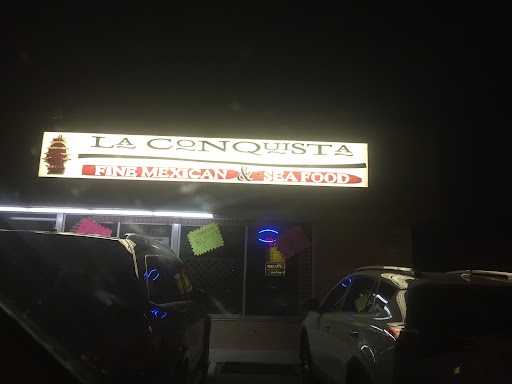 LA CONQUISTA
FINE MEXICAN & SEA FOOD